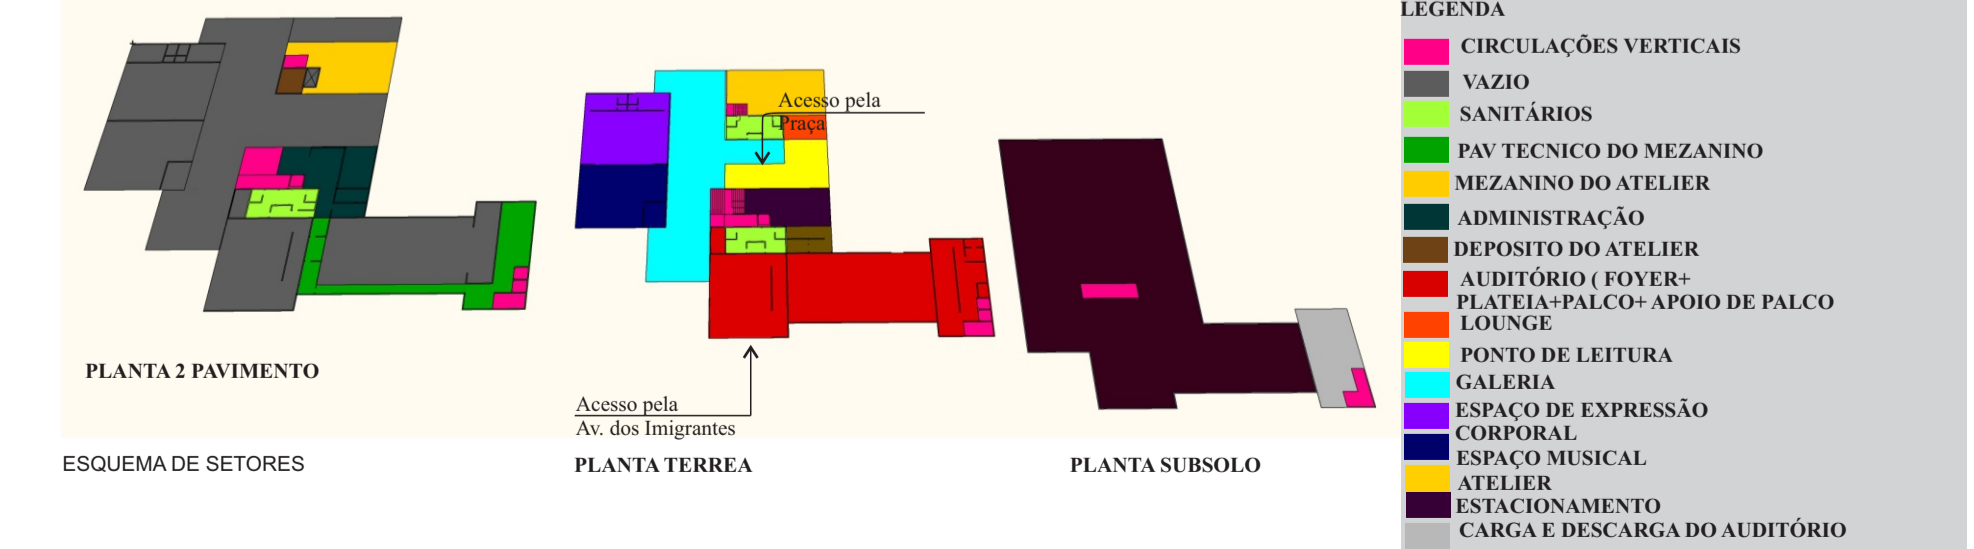 PLANTA 2 PAVIMENTO
ESQUEMA DE SETORES
Acesso pela
Praça
Acesso pela
Av. dos Imigrantes
PLANTA TERREA
PLANTA SUBSOLO
LEGENDA
CIRCULAÇÕES VERTICAIS
VAZIO
SANITÁRIOS
PAV TECNICO DO MEZANINO
MEZANINO DO ATELIER
ADMINISTRAÇÃO
DEPOSITO DO ATELIER
AUDITÓRIO ( FOYER+
PLATEIA+PALCO+ APOIO DE PALCO
LOUNGE
PONTO DE LEITURA
GALERIA
ESPAÇO DE EXPRESSÃO
CORPORAL
ESPAÇO MUSICAL
ATELIER
ESTACIONAMENTO
CARGA E DESCARGA DO AUDITÓRIO